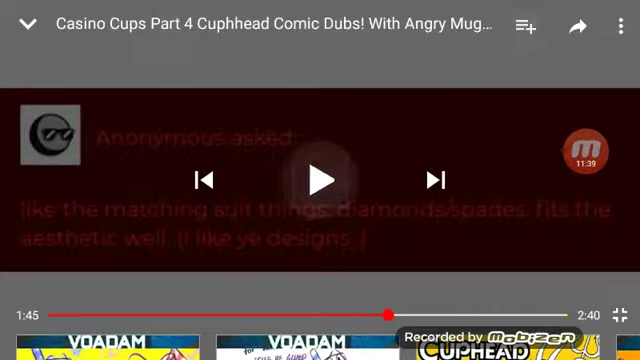 Casino Cups Part 4 Cuphhead Comic Dubs! With Angry Mug...
Anonymous asked:
11:39
like the matching suit things. diamonds/spades. fits the
aesthetic well. (I like ye designs )
1:45
2:40
Recorded by Mobizen
VOADAM
VOADAM
CUPHEAD